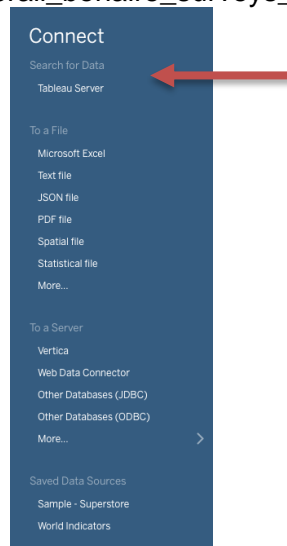 Connect
Search for Data
Tableau Server
To a File
Microsoft Excel
Text file
JSON file
PDF file
Spatial file
Statistical file
More...
To a Server
Vertica
Web Data Connector
Other Databases (JDBC)
Other Databases (ODBC)
More...
Saved Data Sources
Sample - Superstore
World Indicators